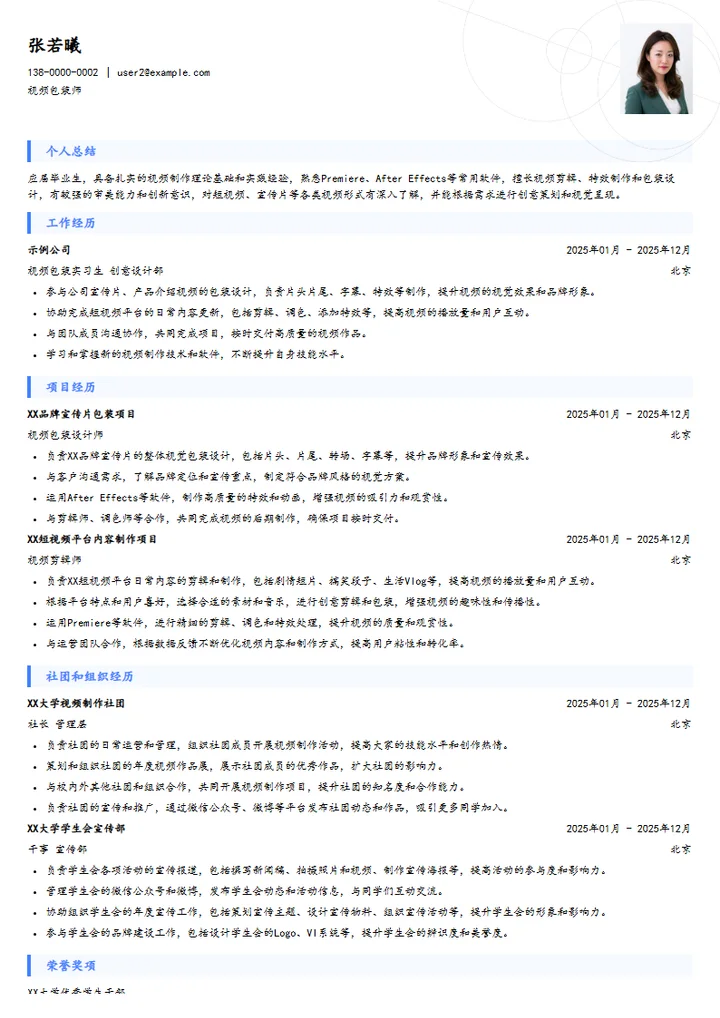 张若曦
138-0000-0002 | user2@example.com
视频包装师
个人总结
应届毕业生，具备扎实的视频制作理论基础和实践经验，熟悉Premiere、After Effects等常用软件，擅长视频剪辑、特效制作和包装设
计，有较强的审美能力和创新意识，对短视频、宣传片等各类视频形式有深入了解，并能根据需求进行创意策划和视觉呈现。
工作经历
示例公司 2025年01月 - 2025年12月
视频包装实习生 创意设计部 北京
• 参与公司宣传片、产品介绍视频的包装设计，负责片头片尾、字幕、特效等制作，提升视频的视觉效果和品牌形象。
• 协助完成短视频平台的日常内容更新，包括剪辑、调色、添加特效等，提高视频的播放量和用户互动。
• 与团队成员沟通协作，共同完成项目，按时交付高质量的视频作品。
• 学习和掌握新的视频制作技术和软件，不断提升自身技能水平。
项目经历
XX品牌宣传片包装项目 2025年01月 - 2025年12月
视频包装设计师 北京
• 负责XX品牌宣传片的整体视觉包装设计，包括片头、片尾、转场、字幕等，提升品牌形象和宣传效果。
• 与客户沟通需求，了解品牌定位和宣传重点，制定符合品牌风格的视觉方案。
• 运用After Effects等软件，制作高质量的特效和动画，增强视频的吸引力和观赏性。
• 与剪辑师、调色师等合作，共同完成视频的后期制作，确保项目按时交付。
XX短视频平台内容制作项目 2025年01月 - 2025年12月
视频剪辑师 北京
• 负责XX短视频平台日常内容的剪辑和制作，包括剧情短片、搞笑段子、生活Vlog等，提高视频的播放量和用户互动。
• 根据平台特点和用户喜好，选择合适的素材和音乐，进行创意剪辑和包装，增强视频的趣味性和传播性。
• 运用Premiere等软件，进行精细的剪辑、调色和特效处理，提升视频的质量和观赏性。
• 与运营团队合作，根据数据反馈不断优化视频内容和制作方式，提高用户粘性和转化率。
社团和组织经历
XX大学视频制作社团 2025年01月 - 2025年12月
社长 管理层 北京
• 负责社团的日常运营和管理，组织社团成员开展视频制作活动，提高大家的技能水平和创作热情。
• 策划和组织社团的年度视频作品展，展示社团成员的优秀作品，扩大社团的影响力。
• 与校内外其他社团和组织合作，共同开展视频制作项目，提升社团的知名度和合作能力。
• 负责社团的宣传和推广，通过微信公众号、微博等平台发布社团动态和作品，吸引更多同学加入。
XX大学学生会宣传部 2025年01月 - 2025年12月
干事 宣传部 北京
• 负责学生会各项活动的宣传报道，包括撰写新闻稿、拍摄照片和视频、制作宣传海报等，提高活动的参与度和影响力。
• 管理学生会的微信公众号和微博，发布学生会动态和活动信息，与同学们互动交流。
• 协助组织学生会的年度宣传工作，包括策划宣传主题、设计宣传物料、组织宣传活动等，提升学生会的形象和影响力。
• 参与学生会的品牌建设工作，包括设计学生会的Logo、VI系统等，提升学生会的辨识度和美誉度。
荣誉奖项
XX大学优秀学生干部